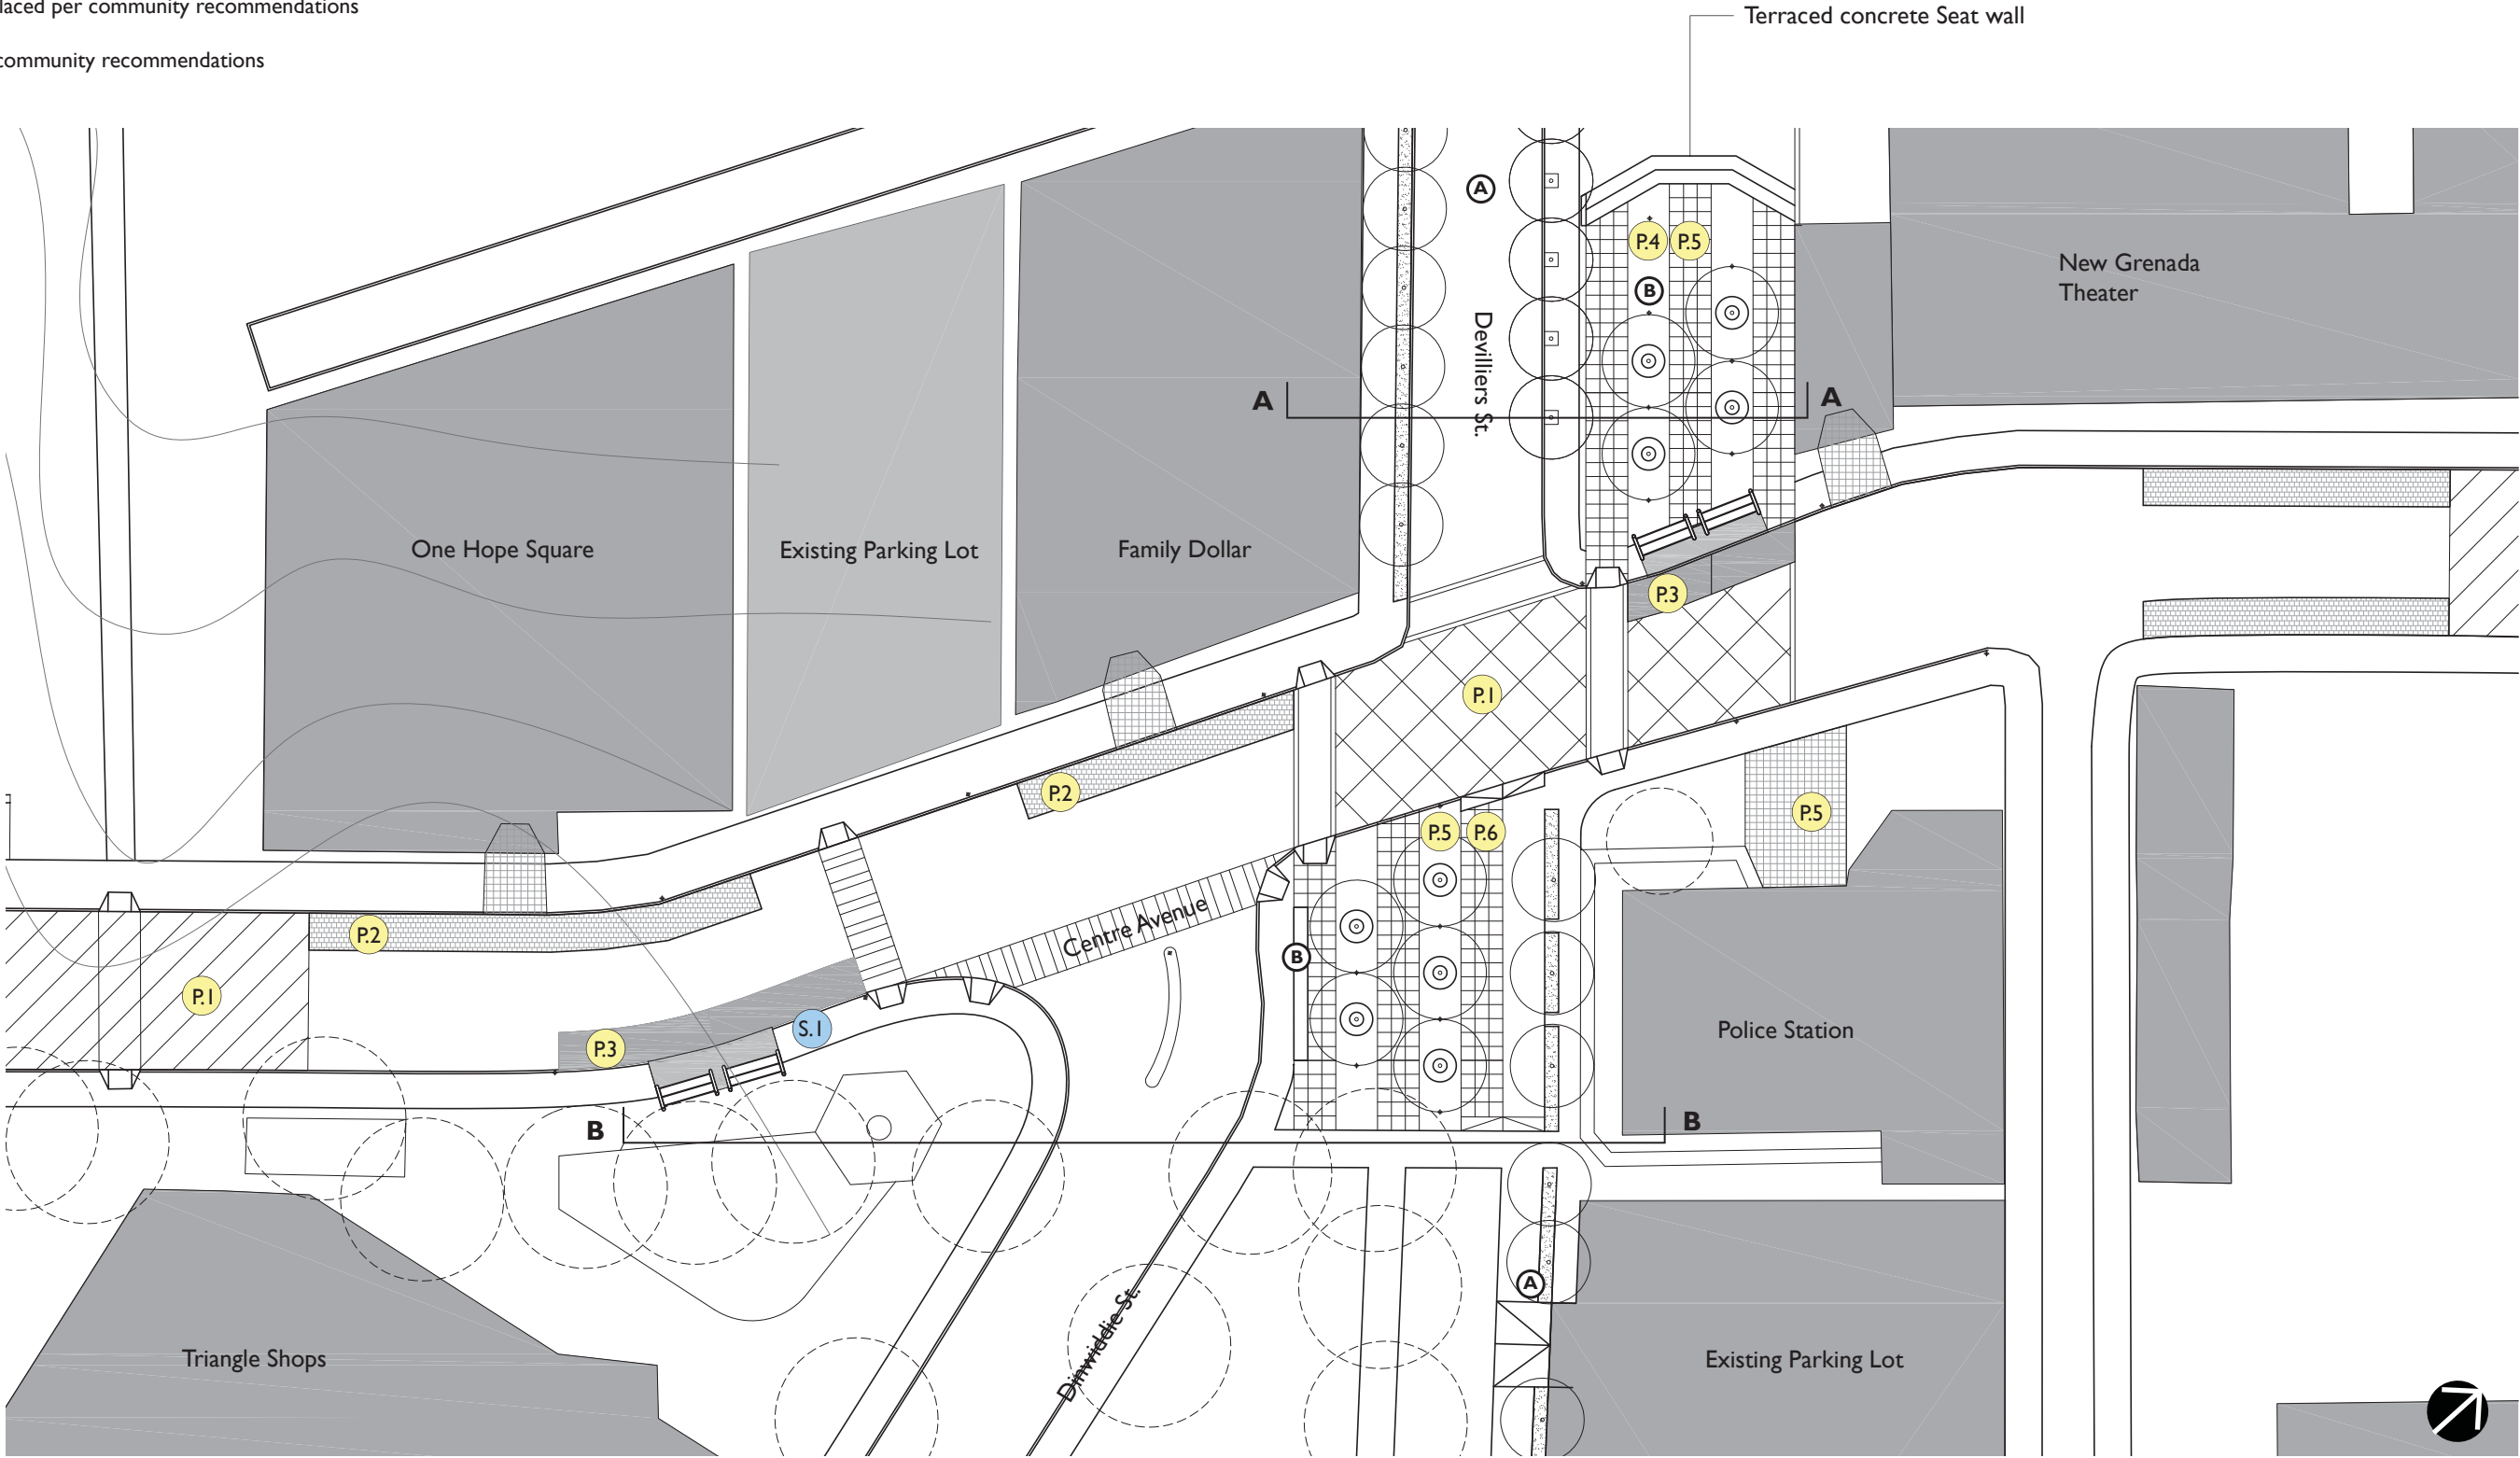 laced per community recommendations
Terraced concrete Seat wall
community recommendations
A
P.4
P.5
B
New Grenada
Theater
Devilliers St.
A
A
One Hope Square
Existing Parking Lot
Family Dollar
P.3
P.1
P.2
P.5
P.5
P.6
Centre Avenue
P.2
B
P.1
S.1
P.3
Police Station
B
B
A
Dinwiddie St.
Triangle Shops
Existing Parking Lot